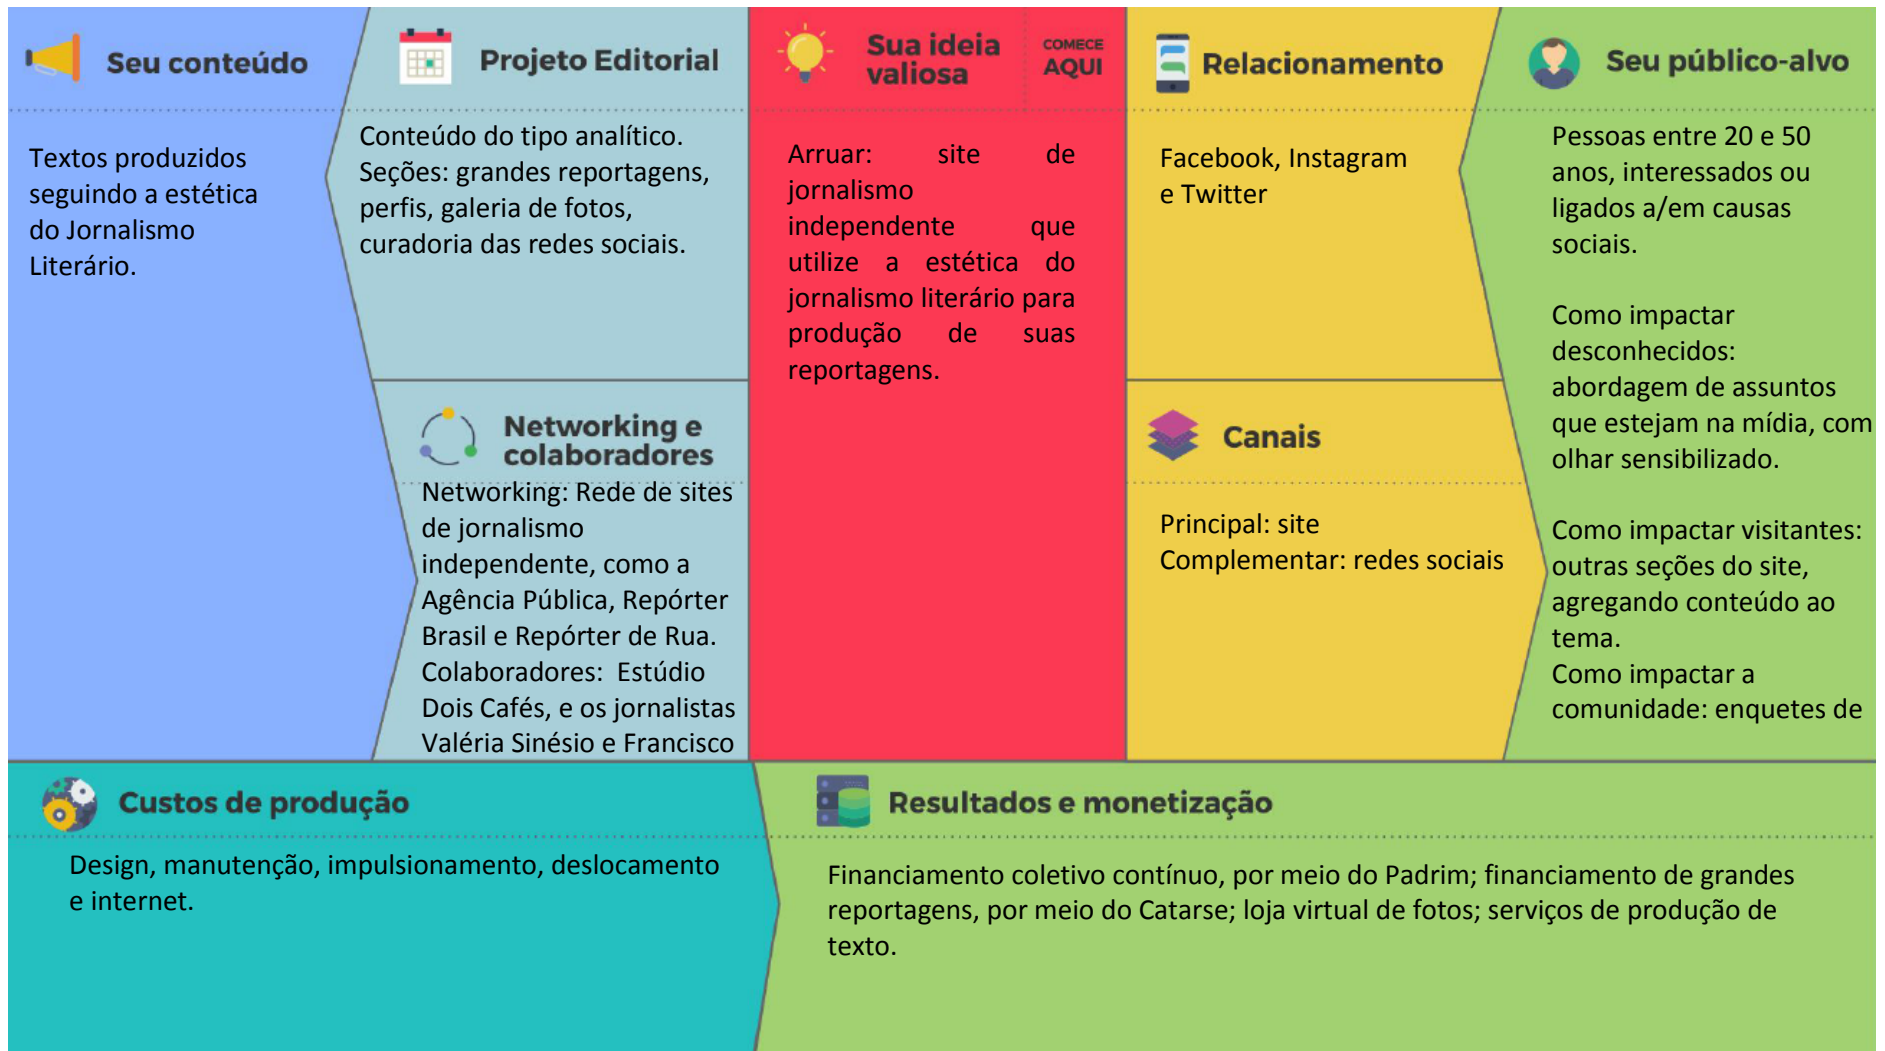 Seu conteúdo
Textos produzidos
seguindo a estética
do Jornalismo
Literário.
Projeto Editorial
Conteúdo do tipo analítico.
Seções: grandes reportagens,
perfis, galeria de fotos,
curadoria das redes sociais.
Networking e
colaboradores
Networking: Rede de sites
de jornalismo
independente, como a
Agência Pública, Repórter
Brasil e Repórter de Rua.
Colaboradores:  Estúdio
Dois Cafés, e os jornalistas
Valéria Sinésio e Francisco
Sua ideia
valiosa
COMECE
AQUI
Arruar: site de
jornalismo
independente que
utilize a estética do
jornalismo literário para
produção de suas
reportagens.
Relacionamento
Facebook, Instagram
e Twitter
Canais
Principal: site
Complementar: redes sociais
Seu público-alvo
Pessoas entre 20 e 50
anos, interessados ou
ligados a/em causas
sociais.
Como impactar
desconhecidos:
abordagem de assuntos
que estejam na mídia, com
olhar sensibilizado.
Como impactar visitantes:
outras seções do site,
agregando conteúdo ao
tema.
Como impactar a
comunidade: enquetes de
Custos de produção
Design, manutenção, impulsionamento, deslocamento
e internet.
Resultados e monetização
Financiamento coletivo contínuo, por meio do Padrim; financiamento de grandes
reportagens, por meio do Catarse; loja virtual de fotos; serviços de produção de
texto.